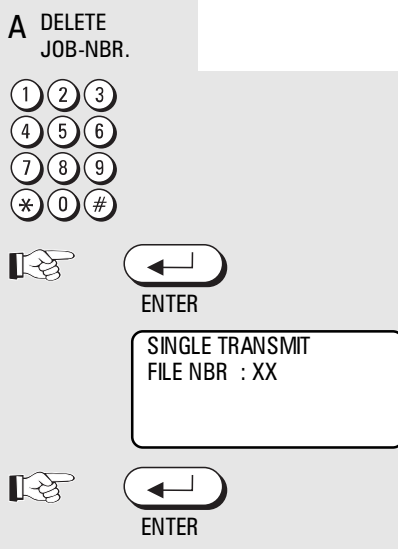 A DELETE
JOB-NBR.
1 2 3
4 5 6
7 8 9
* 0 #
ENTER
SINGLE TRANSMIT
FILE NBR : XX
ENTER